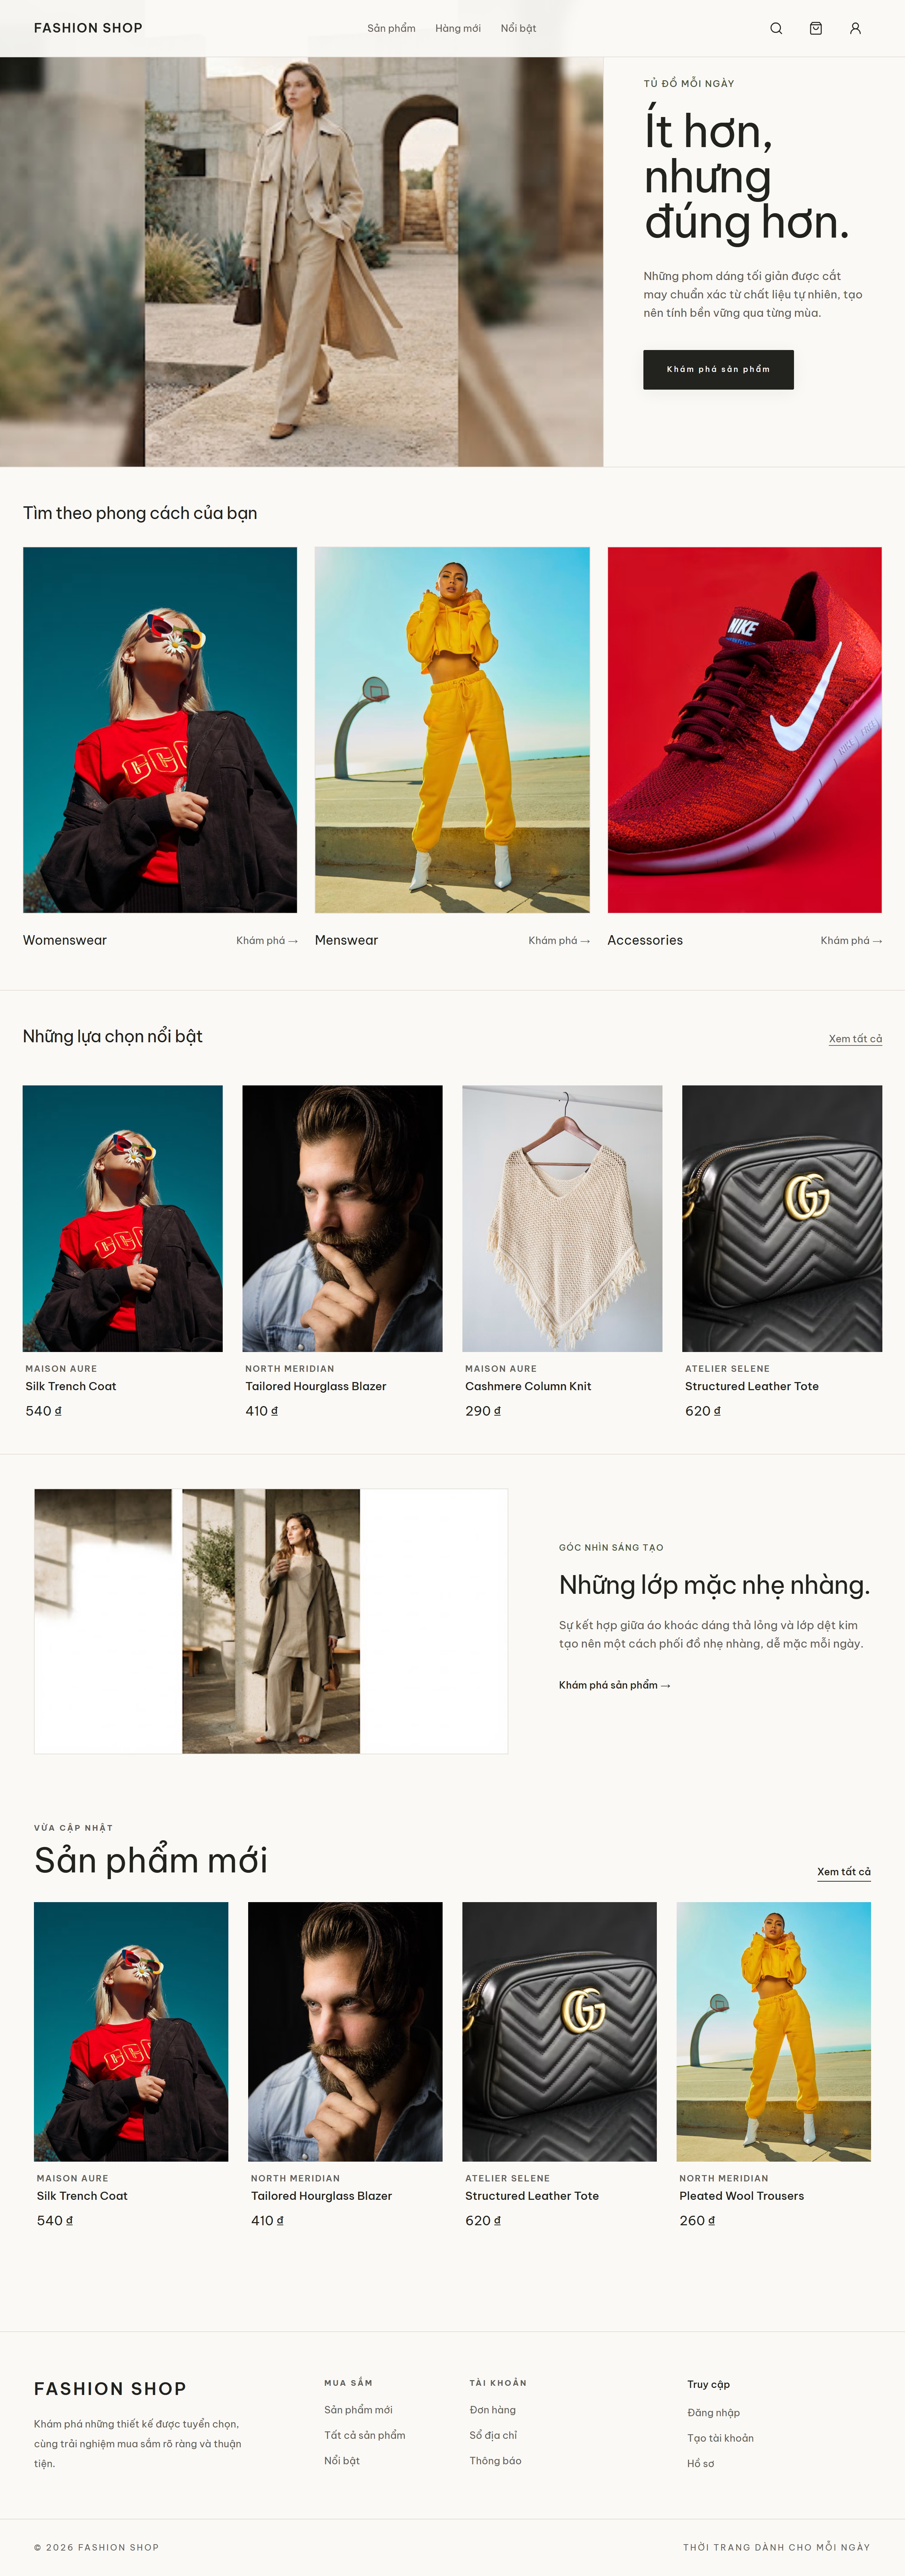 FASHION SHOP
Sản phẩm
Hàng mới
Nổi bật
TỦ ĐỒ MỖI NGÀY
Ít hơn,
nhưng
đúng hơn.
Những phom dáng tối giản được cắt
may chuẩn xác từ chất liệu tự nhiên, tạo
nên tính bền vững qua từng mùa.
Khám phá sản phẩm
Tìm theo phong cách của bạn
NIKE
Womenswear
Khám phá →
Menswear
Khám phá →
Accessories
Khám phá →
Những lựa chọn nổi bật
Xem tất cả
MAISON AURE
Silk Trench Coat
540 ₫
NORTH MERIDIAN
Tailored Hourglass Blazer
410 ₫
MAISON AURE
Cashmere Column Knit
290 ₫
ATELIER SELENE
Structured Leather Tote
620 ₫
GÓC NHÌN SÁNG TẠO
Những lớp mặc nhẹ nhàng.
Sự kết hợp giữa áo khoác dáng thả lỏng và lớp dệt kim
tạo nên một cách phối đồ nhẹ nhàng, dễ mặc mỗi ngày.
Khám phá sản phẩm →
VỪA CẬP NHẬT
Sản phẩm mới
Xem tất cả
MAISON AURE
Silk Trench Coat
540 ₫
NORTH MERIDIAN
Tailored Hourglass Blazer
410 ₫
ATELIER SELENE
Structured Leather Tote
620 ₫
NORTH MERIDIAN
Pleated Wool Trousers
260 ₫
FASHION SHOP
Khám phá những thiết kế được tuyển chọn,
cùng trải nghiệm mua sắm rõ ràng và thuận
tiện.
MUA SẮM
Sản phẩm mới
Tất cả sản phẩm
Nổi bật
TÀI KHOẢN
Đơn hàng
Sổ địa chỉ
Thông báo
Truy cập
Đăng nhập
Tạo tài khoản
Hồ sơ
© 2026 FASHION SHOP
THỜI TRANG DÀNH CHO MỖI NGÀY